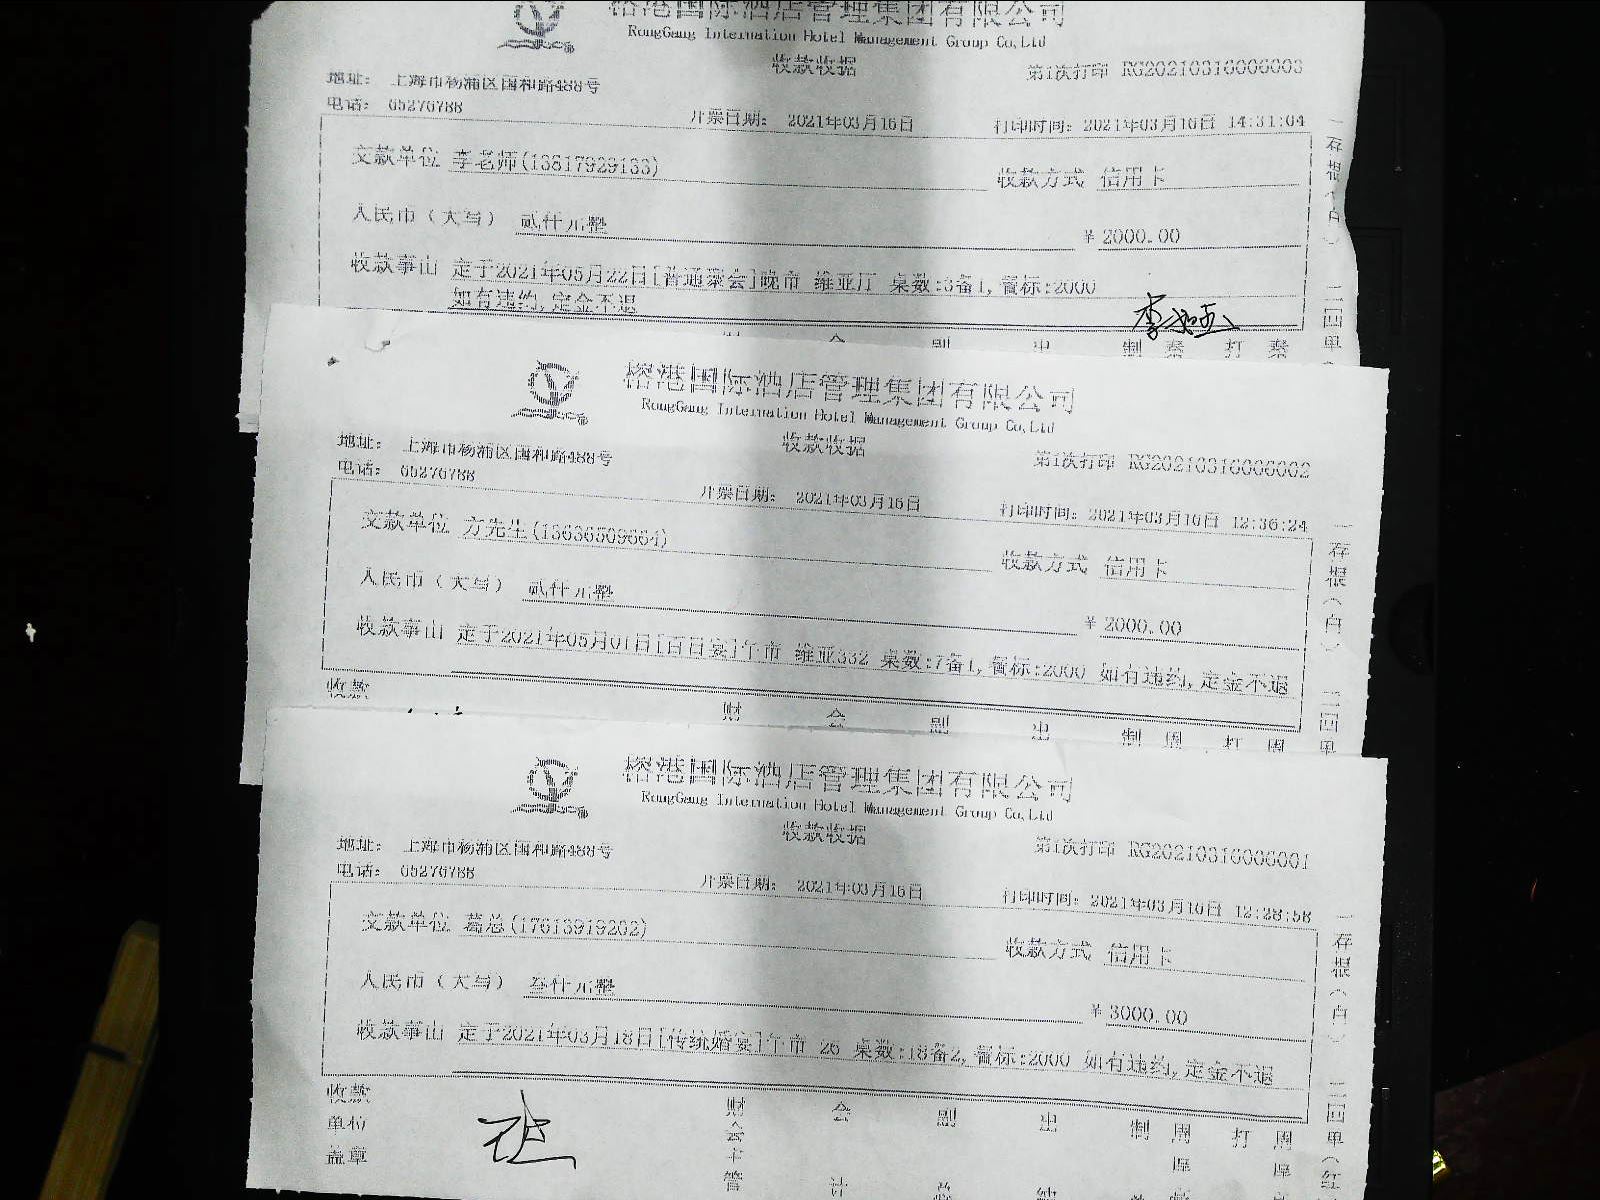 榕港国际酒店管理集团有限公司
RongGang Internation Hotel Management Group Co,Ltd
收款收据
第1次打印 RG20210316006003
地址： 上海市杨浦区国和路488号
电话： 65276788
开票日期： 2021年03月16日
打印时间：2021年03月16日 14:31:04
交款单位 李老师(13817929133)
收款方式 信用卡
人民币（大写） 贰仟元整
￥ 2000.00
收款事由 定于2021年05月22日[普通聚会]晚市 维亚厅 桌数:3备1,餐标:2000
如有违约,定金不退
榕港国际酒店管理集团有限公司
RongGang Internation Hotel Management Group Co,Ltd
收款收据
第1次打印 RG20210316006002
地址： 上海市杨浦区国和路488号
电话： 65276788
开票日期： 2021年03月16日
打印时间：2021年03月16日 12:36:24
交款单位 方先生(13636509664)
收款方式 信用卡
人民币（大写） 贰仟元整
￥ 2000.00
收款事由 定于2021年05月01日[百日宴]午市 维亚332 桌数:7备1,餐标:2000 如有违约,定金不退
收款
财 会 副 出 制 周 打 周
榕港国际酒店管理集团有限公司
RongGang Internation Hotel Management Group Co,Ltd
收款收据
第1次打印 RG20210316006001
地址： 上海市杨浦区国和路488号
电话： 65276788
开票日期： 2021年03月16日
打印时间：2021年03月16日 12:28:58
交款单位 葛总(17613919202)
收款方式 信用卡
人民币（大写） 叁仟元整
￥ 3000.00
收款事由 定于2021年03月18日[传统婚宴]午市 26 桌数:18备2,餐标:2000 如有违约,定金不退
收款
单位
盖章
财 会 副 出 制 周 打 周